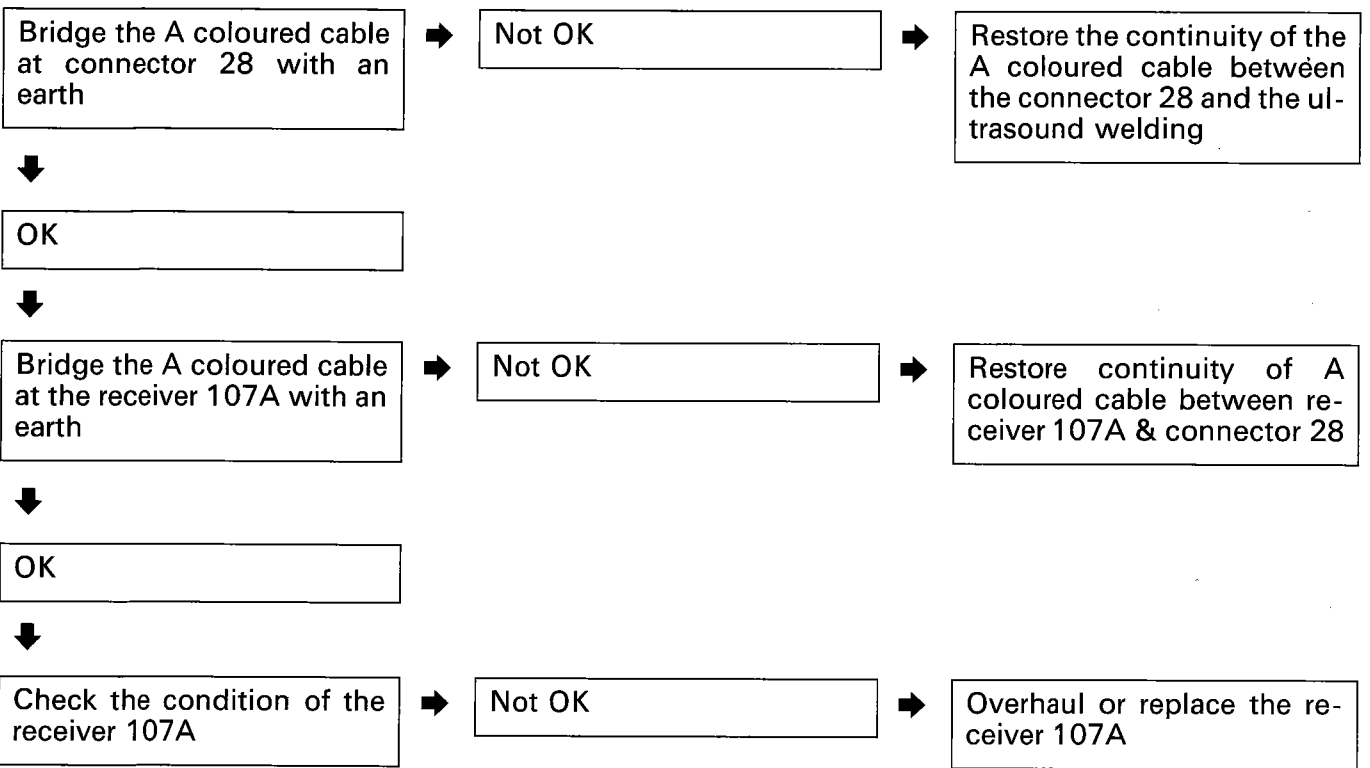 Bridge the A coloured cable
at connector 28 with an
earth
Not OK
Restore the continuity of the
A coloured cable between
the connector 28 and the ul-
trasound welding
OK
Bridge the A coloured cable
at the receiver 107A with an
earth
Not OK
Restore continuity of A
coloured cable between re-
ceiver 107A & connector 28
OK
Check the condition of the
receiver 107A
Not OK
Overhaul or replace the re-
ceiver 107A